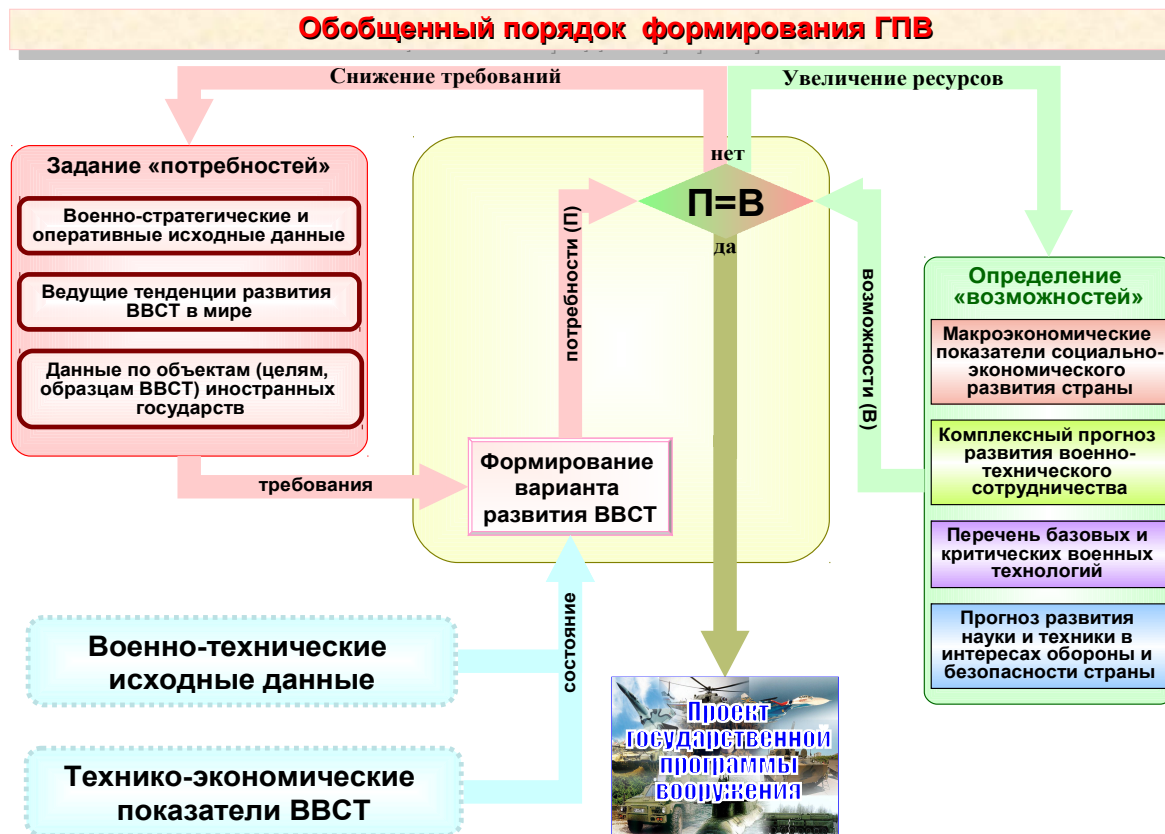 Обобщенный порядок формирования ГПВ
Снижение требований
Увеличение ресурсов
Задание «потребностей»
Военно-стратегические и
оперативные исходные данные
Ведущие тенденции развития
ВВСТ в мире
Данные по объектам (целям,
образцам ВВСТ) иностранных
государств
требования
нет
П=В
да
потребности (П)
возможности (В)
Формирование
варианта
развития ВВСТ
состояние
Определение
«возможностей»
Макроэкономические
показатели социально-
экономического
развития страны
Комплексный прогноз
развития военно-
технического
сотрудничества
Перечень базовых и
критических военных
технологий
Прогноз развития
науки и техники в
интересах обороны и
безопасности страны
Военно-технические
исходные данные
Технико-экономические
показатели ВВСТ
Проект
государственной
программы
вооружения